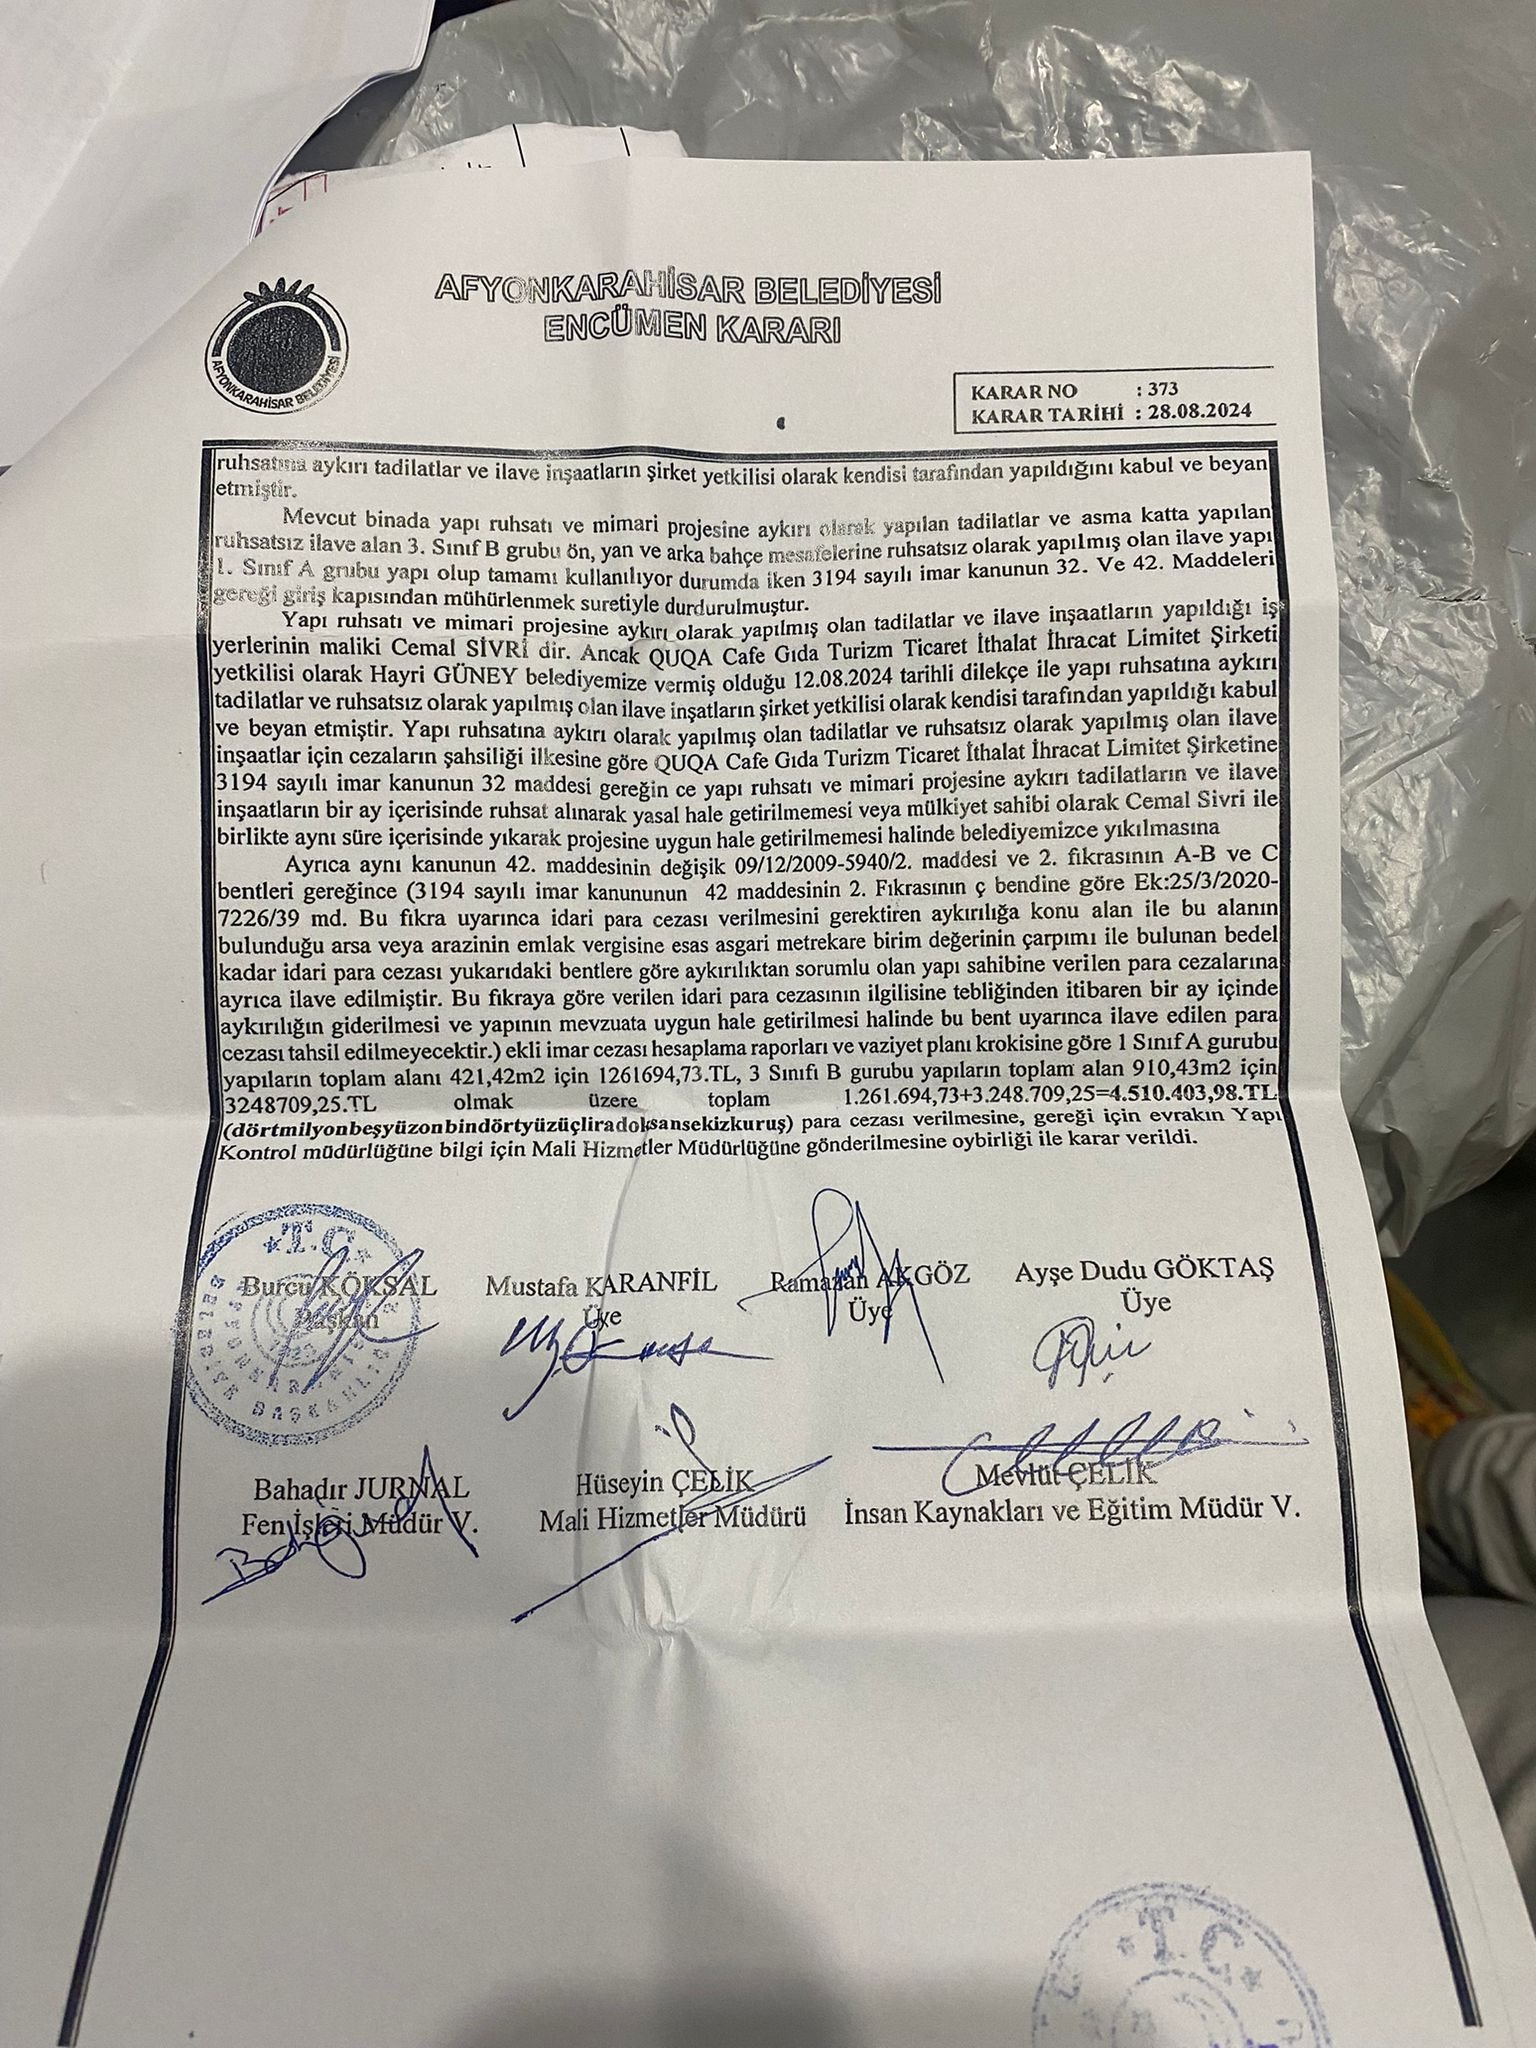 AFYONKARAHİSAR BELEDİYESİ
ENCÜMEN KARARI
AFYONKARAHİSAR BELEDİYESİ
KARAR NO : 373
KARAR TARİHİ : 28.08.2024
ruhsatına aykırı tadilatlar ve ilave inşaatların şirket yetkilisi olarak kendisi tarafından yapıldığını kabul ve beyan
etmiştir.
Mevcut binada yapı ruhsatı ve mimari projesine aykırı olarak yapılan tadilatlar ve asma katta yapılan
ruhsatsız ilave alan 3. Sınıf B grubu ön, yan ve arka bahçe mesafelerine ruhsatsız olarak yapılmış olan ilave yapı
1. Sınıf A grubu yapı olup tamamı kullanılıyor durumda iken 3194 sayılı imar kanunun 32. Ve 42. Maddeleri
gereği giriş kapısından mühürlenmek suretiyle durdurulmuştur.
Yapı ruhsatı ve mimari projesine aykırı olarak yapılmış olan tadilatlar ve ilave inşaatların yapıldığı iş
yerlerinin maliki Cemal SİVRİ dir. Ancak QUQA Cafe Gıda Turizm Ticaret İthalat İhracat Limitet Şirketi
yetkilisi olarak Hayri GÜNEY belediyemize vermiş olduğu 12.08.2024 tarihli dilekçe ile yapı ruhsatına aykırı
tadilatlar ve ruhsatsız olarak yapılmış olan ilave inşatların şirket yetkilisi olarak kendisi tarafından yapıldığı kabul
ve beyan etmiştir. Yapı ruhsatına aykırı olarak yapılmış olan tadilatlar ve ruhsatsız olarak yapılmış olan ilave
inşaatlar için cezaların şahsiliği ilkesine göre QUQA Cafe Gıda Turizm Ticaret İthalat İhracat Limitet Şirketine
3194 sayılı imar kanunun 32 maddesi gereğin ce yapı ruhsatı ve mimari projesine aykırı tadilatların ve ilave
inşaatların bir ay içerisinde ruhsat alınarak yasal hale getirilmemesi veya mülkiyet sahibi olarak Cemal Sivri ile
birlikte aynı süre içerisinde yıkarak projesine uygun hale getirilmemesi halinde belediyemizce yıkılmasına
Ayrıca aynı kanunun 42. maddesinin değişik 09/12/2009-5940/2. maddesi ve 2. fıkrasının A-B ve C
bentleri gereğince (3194 sayılı imar kanununun 42 maddesinin 2. Fıkrasının ç bendine göre Ek:25/3/2020-
7226/39 md. Bu fıkra uyarınca idari para cezası verilmesini gerektiren aykırılığa konu alan ile bu alanın
bulunduğu arsa veya arazinin emlak vergisine esas asgari metrekare birim değerinin çarpımı ile bulunan bedel
kadar idari para cezası yukarıdaki bentlere göre aykırılıktan sorumlu olan yapı sahibine verilen para cezalarına
ayrıca ilave edilmiştir. Bu fıkraya göre verilen idari para cezasının ilgilisine tebliğinden itibaren bir ay içinde
aykırılığın giderilmesi ve yapının mevzuata uygun hale getirilmesi halinde bu bent uyarınca ilave edilen para
cezası tahsil edilmeyecektir.) ekli imar cezası hesaplama raporları ve vaziyet planı krokisine göre 1 Sınıf A gurubu
yapıların toplam alanı 421,42m2 için 1261694,73.TL, 3 Sınıfı B gurubu yapıların toplam alan 910,43m2 için
3248709,25.TL olmak üzere toplam 1.261.694,73+3.248.709,25=4.510.403,98.TL
(dörtmilyonbeşyüzonbindörtyüzüçliradoksansekizkuruş) para cezası verilmesine, gereği için evrakın Yapı
Kontrol müdürlüğüne bilgi için Mali Hizmetler Müdürlüğüne gönderilmesine oybirliği ile karar verildi.
T.C.
Burcu KÖKSAL Mustafa KARANFİL Ramazan AKGÖZ Ayşe Dudu GÖKTAŞ
Başkan Üye Üye Üye
Bahadır JURNAL Hüseyin ÇELİK Mevlüt ÇELİK
Fen İşleri Müdür V. Mali Hizmetler Müdürü İnsan Kaynakları ve Eğitim Müdür V.
T.C.